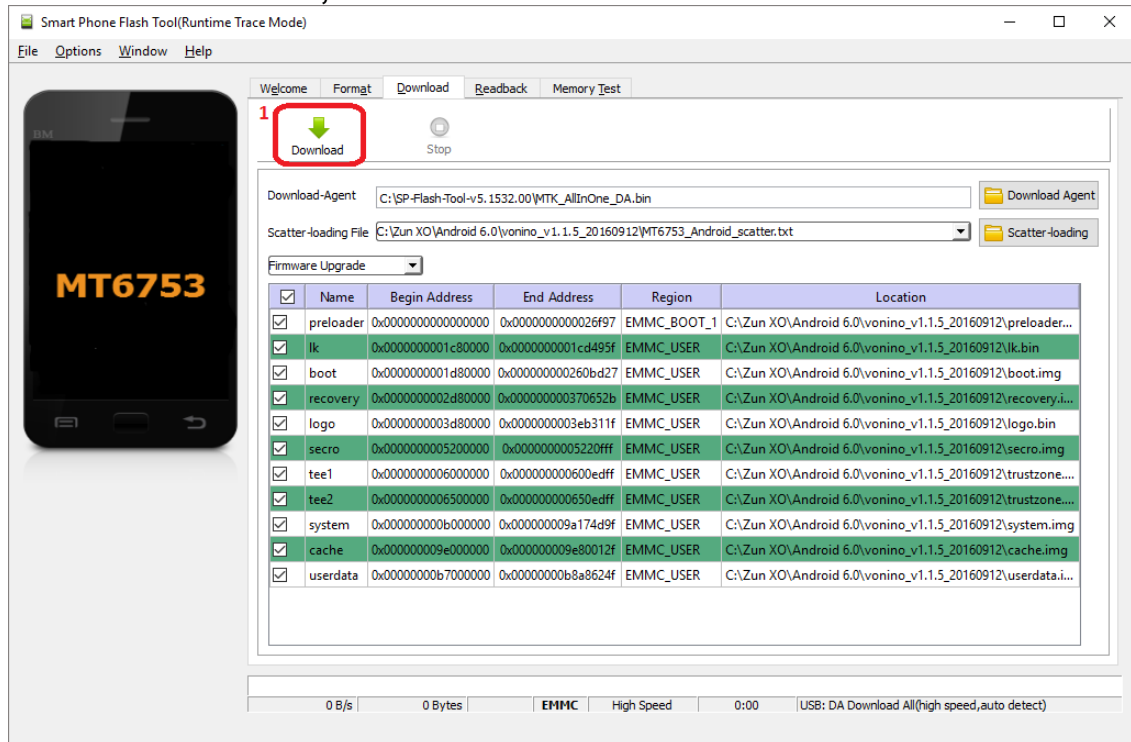 Smart Phone Flash Tool(Runtime Trace Mode)
File Options Window Help
Welcome Format Download Readback Memory Test
1
Download Stop
BM
Download-Agent C:\SP-Flash-Tool-v5.1532.00\MTK_AllInOne_DA.bin Download Agent
Scatter-loading File C:\Zun XO\Android 6.0\vonino_v1.1.5_20160912\MT6753_Android_scatter.txt Scatter-loading
Firmware Upgrade
MT6753
Name Begin Address End Address Region Location
preloader 0x0000000000000000 0x0000000000026f97 EMMC_BOOT_1 C:\Zun XO\Android 6.0\vonino_v1.1.5_20160912\preloader...
lk 0x0000000001c80000 0x0000000001cd495f EMMC_USER C:\Zun XO\Android 6.0\vonino_v1.1.5_20160912\lk.bin
boot 0x0000000001d80000 0x000000000260bd27 EMMC_USER C:\Zun XO\Android 6.0\vonino_v1.1.5_20160912\boot.img
recovery 0x0000000002d80000 0x000000000370652b EMMC_USER C:\Zun XO\Android 6.0\vonino_v1.1.5_20160912\recovery.i...
logo 0x0000000003d80000 0x0000000003eb311f EMMC_USER C:\Zun XO\Android 6.0\vonino_v1.1.5_20160912\logo.bin
secro 0x0000000005200000 0x0000000005220fff EMMC_USER C:\Zun XO\Android 6.0\vonino_v1.1.5_20160912\secro.img
tee1 0x0000000006000000 0x000000000600edff EMMC_USER C:\Zun XO\Android 6.0\vonino_v1.1.5_20160912\trustzone....
tee2 0x0000000006500000 0x000000000650edff EMMC_USER C:\Zun XO\Android 6.0\vonino_v1.1.5_20160912\trustzone....
system 0x000000000b000000 0x000000009a174d9f EMMC_USER C:\Zun XO\Android 6.0\vonino_v1.1.5_20160912\system.img
cache 0x000000009e000000 0x000000009e80012f EMMC_USER C:\Zun XO\Android 6.0\vonino_v1.1.5_20160912\cache.img
userdata 0x00000000b7000000 0x00000000b8a8624f EMMC_USER C:\Zun XO\Android 6.0\vonino_v1.1.5_20160912\userdata.i...
0 B/s 0 Bytes EMMC High Speed 0:00 USB: DA Download All(high speed,auto detect)